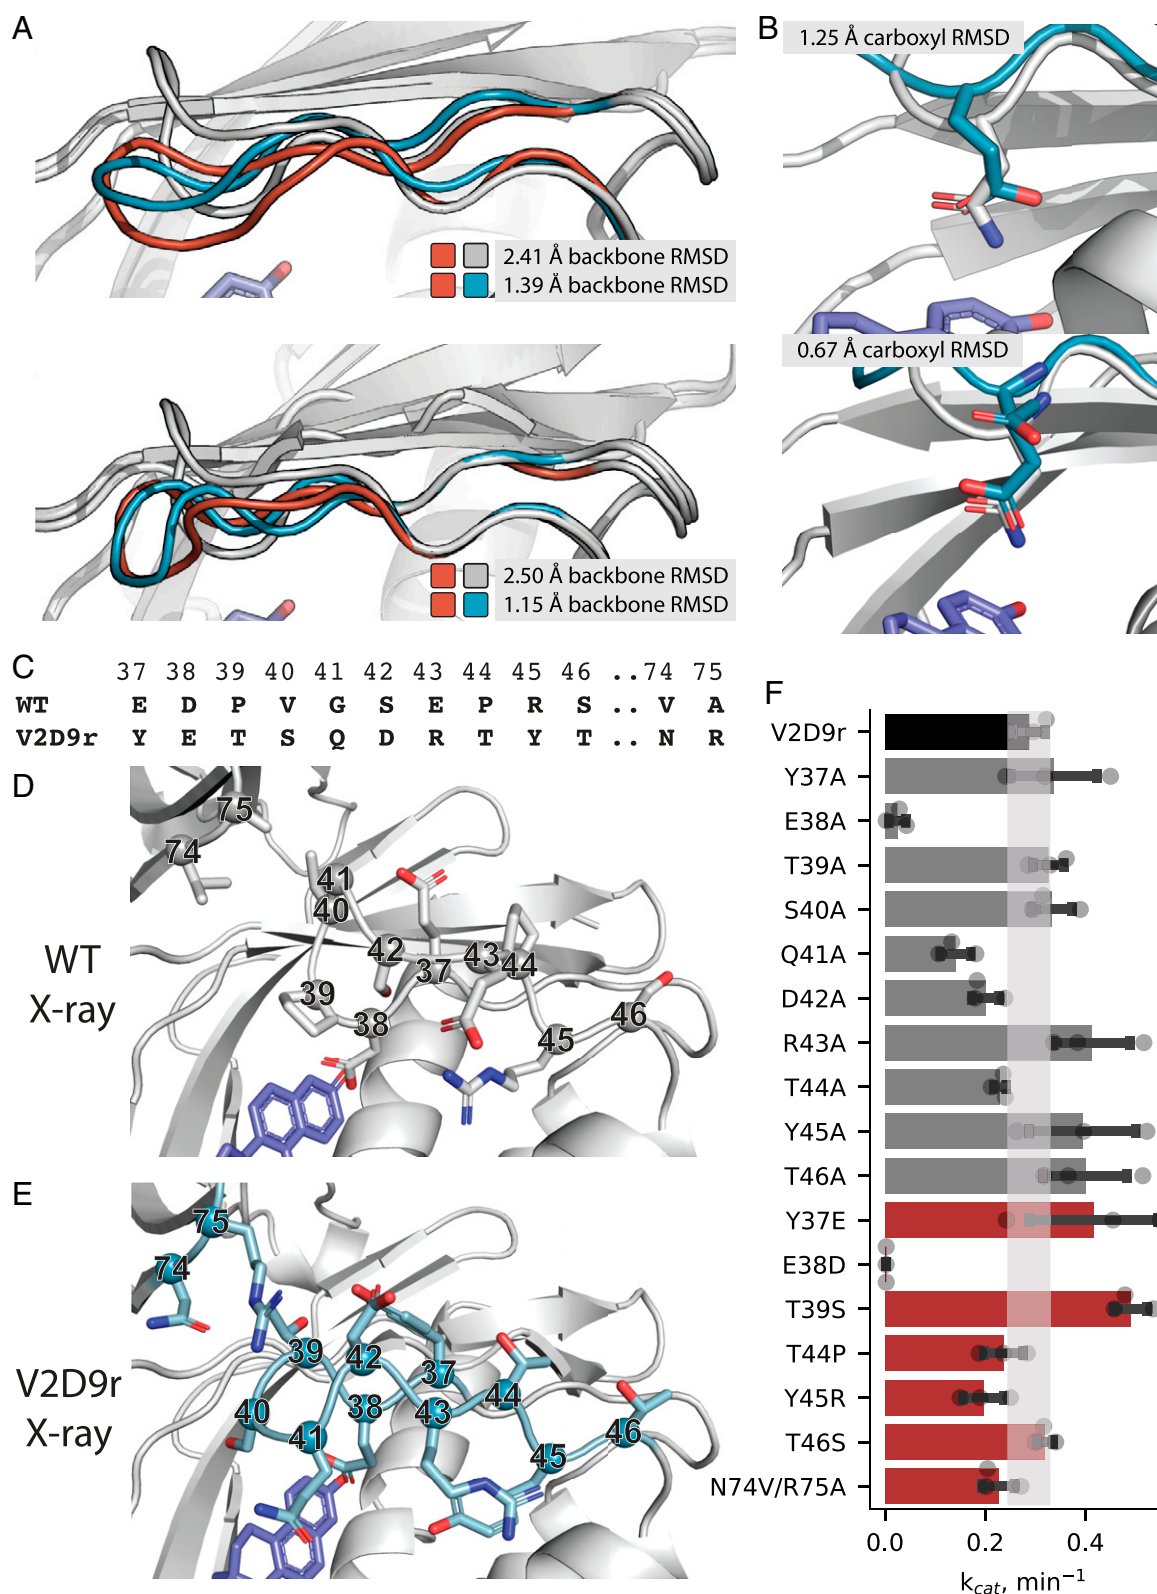 A
2.41 Å backbone RMSD
1.39 Å backbone RMSD
2.50 Å backbone RMSD
1.15 Å backbone RMSD
B
1.25 Å carboxyl RMSD
0.67 Å carboxyl RMSD
C 37 38 39 40 41 42 43 44 45 46 .. 74 75
WT E D P V G S E P R S .. V A
V2D9r Y E T S Q D R T Y T .. N R
D
WT
X-ray
75
74
41
40
42
37
43
44
39
38
45
46
E
V2D9r
X-ray
75
74
39
42
37
40
41
38
43
44
45
46
F
V2D9r
Y37A
E38A
T39A
S40A
Q41A
D42A
R43A
T44A
Y45A
T46A
Y37E
E38D
T39S
T44P
Y45R
T46S
N74V/R75A
0.0 0.2 0.4
kcat, min−1